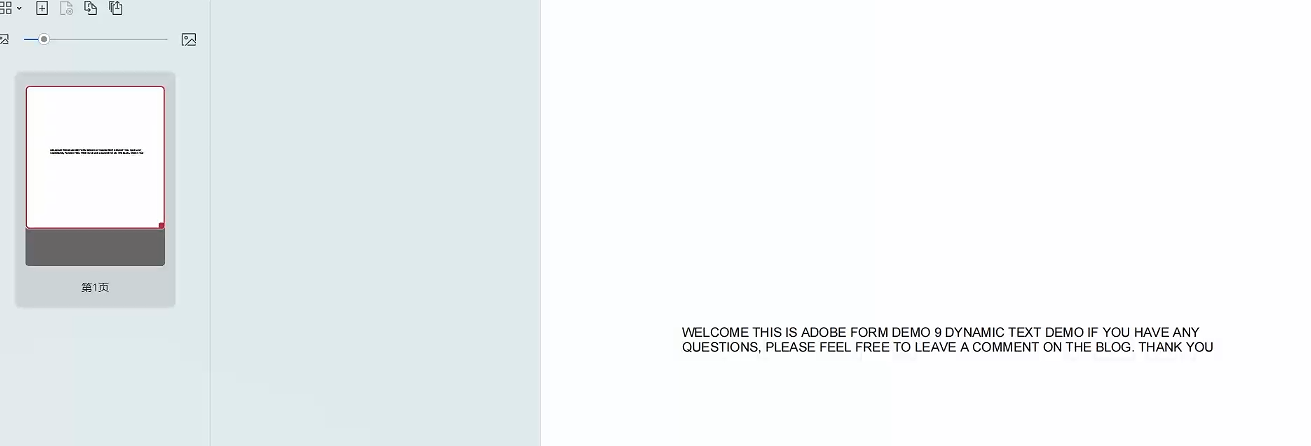 第1页
WELCOME THIS IS ADOBE FORM DEMO 9 DYNAMIC TEXT DEMO IF YOU HAVE ANY
QUESTIONS, PLEASE FEEL FREE TO LEAVE A COMMENT ON THE BLOG. THANK YOU